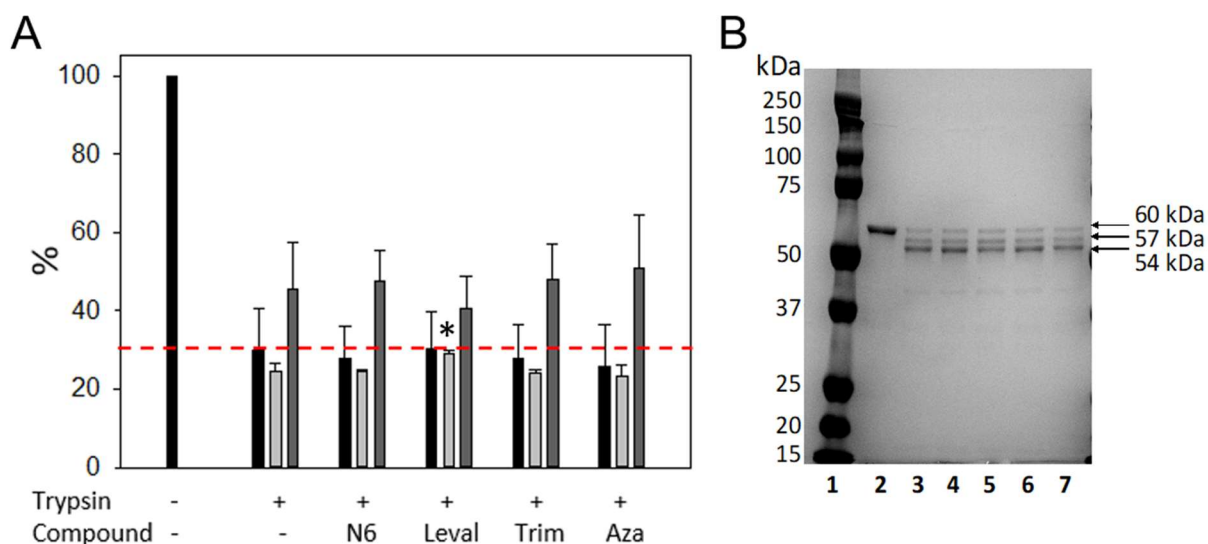 A
100
80
60
40
20
0
%
*
Trypsin - + + + + +
Compound - - N6 Leval Trim Aza
B
kDa
250
150
100
75
50
37
25
20
15
60 kDa
57 kDa
54 kDa
1 2 3 4 5 6 7